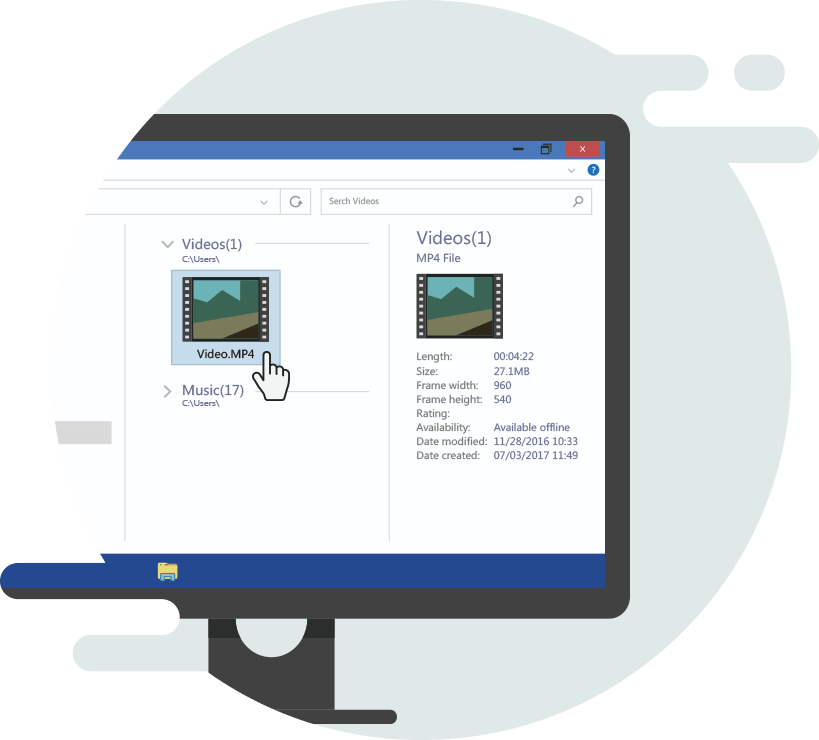 x
?
Serch Videos
Videos(1)
C:\Users\
Video.MP4
Music(17)
C:\Users\
Videos(1)
MP4 File
Length: 00:04:22
Size: 27.1MB
Frame width: 960
Frame height: 540
Rating:
Availability: Available offline
Date modified: 11/28/2016 10:33
Date created: 07/03/2017 11:49